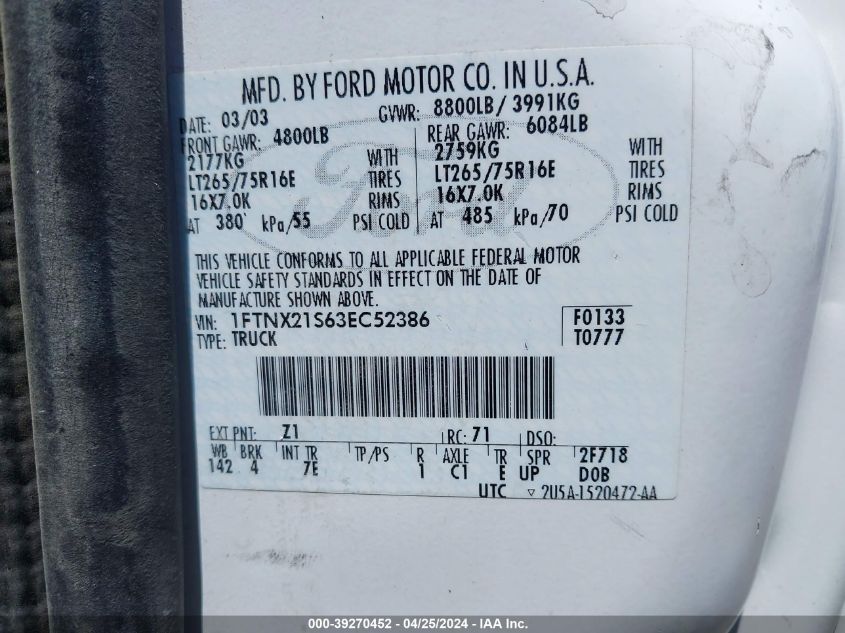 MFD. BY FORD MOTOR CO. IN U.S.A.
DATE: 03/03 GVWR: 8800LB/ 3991KG
FRONT GAWR: 4800LB REAR GAWR: 6084LB
2177KG WITH 2759KG WITH
LT265/75R16E TIRES LT265/75R16E TIRES
16X7.0K RIMS 16X7.0K RIMS
AT 380 kPa/55 PSI COLD AT 485 kPa/70 PSI COLD
Ford
THIS VEHICLE CONFORMS TO ALL APPLICABLE FEDERAL MOTOR
VEHICLE SAFETY STANDARDS IN EFFECT ON THE DATE OF
MANUFACTURE SHOWN ABOVE.
VIN: 1FTNX21S63EC52386 F0133
TYPE: TRUCK T0777
EXT PNT: Z1 RC: 71 DSO:
WB BRK INT TR TP/PS R AXLE TR SPR 2F718
142 4 7E 1 C1 E UP DOB
UTC ▽ 2U5A-1520472-AA
000-39270452 - 04/25/2024 - IAA Inc.